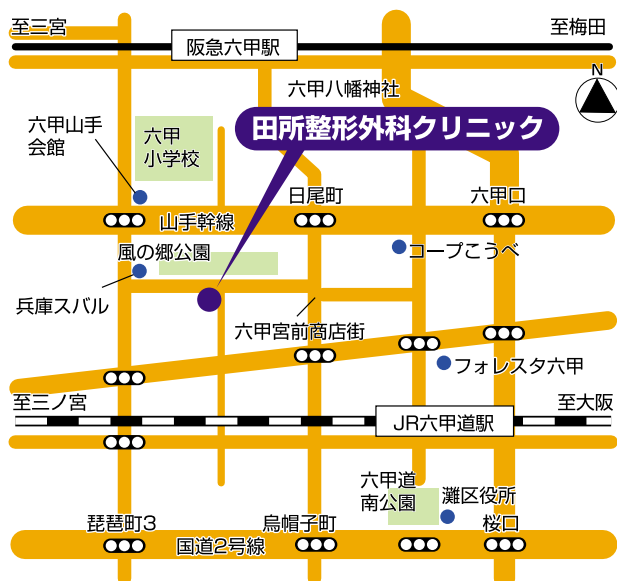 至三宮
阪急六甲駅
至梅田
N
六甲八幡神社
六甲山手
会館
六甲
小学校
田所整形外科クリニック
日尾町
六甲口
山手幹線
風の郷公園
コープこうべ
兵庫スバル
六甲宮前商店街
フォレスタ六甲
至三ノ宮
至大阪
JR六甲道駅
六甲道
南公園
灘区役所
琵琶町3
烏帽子町
桜口
国道2号線